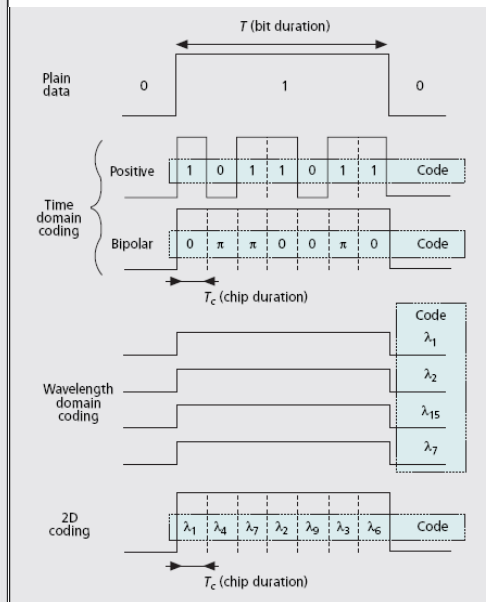 T (bit duration)
Plain data
0 1 0
Time domain coding
Positive
1 0 1 1 0 1 1 Code
Bipolar
0 π π 0 0 π 0 Code
Tc (chip duration)
Code
λ1
Wavelength domain coding
λ2
λ15
λ7
2D coding
λ1 λ4 λ7 λ2 λ9 λ3 λ6 Code
Tc (chip duration)